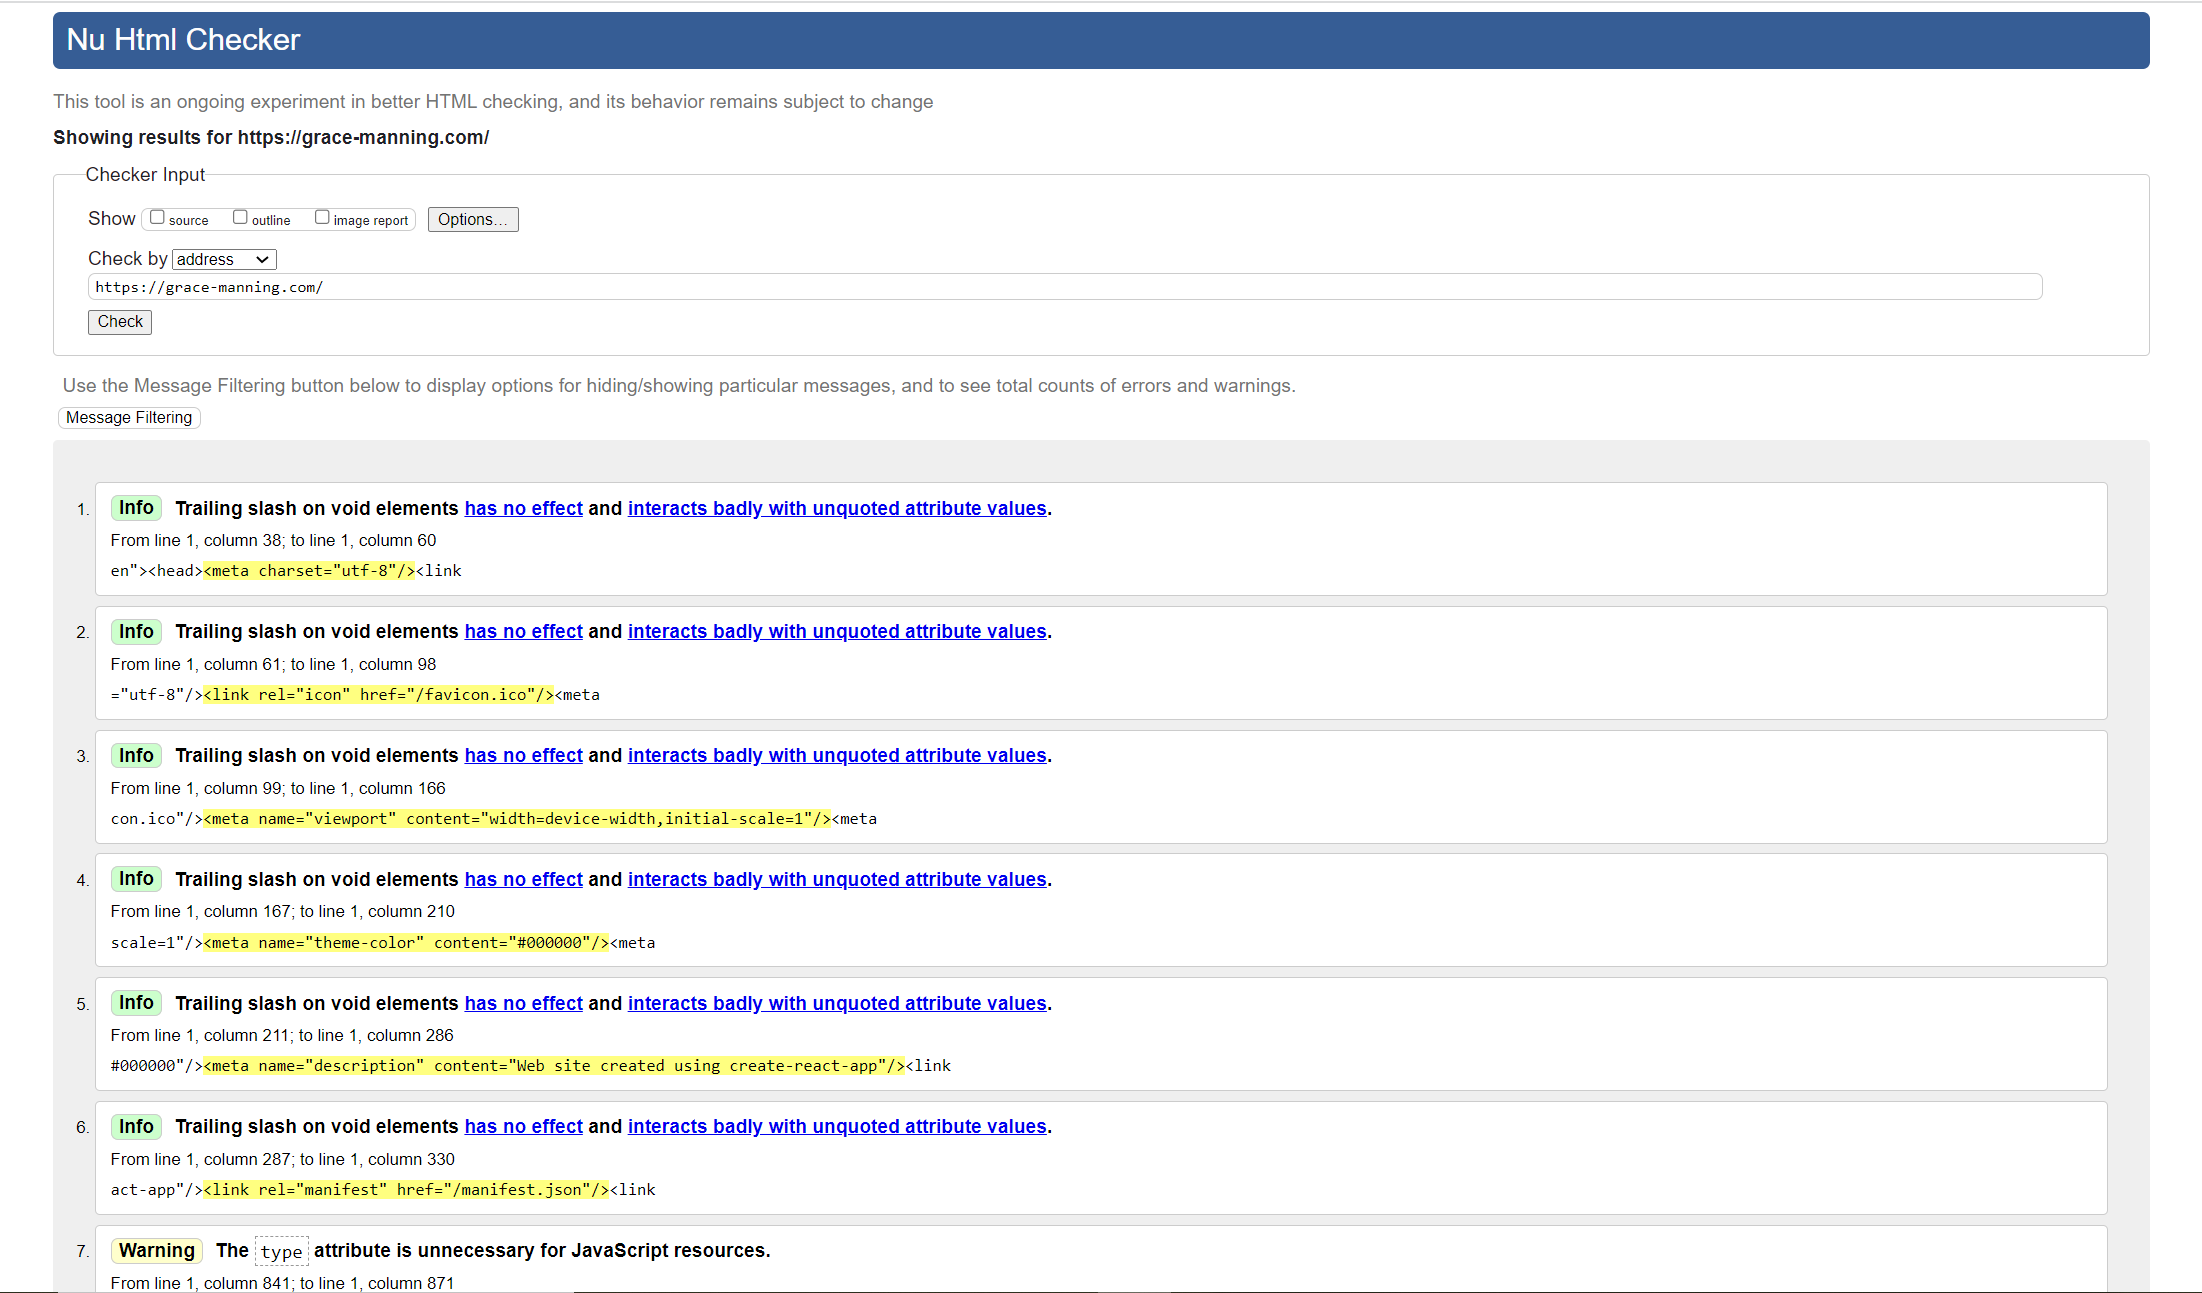 Nu Html Checker
This tool is an ongoing experiment in better HTML checking, and its behavior remains subject to change
Showing results for https://grace-manning.com/
Checker Input
Show source outline image report Options...
Check by address
https://grace-manning.com/
Check
Use the Message Filtering button below to display options for hiding/showing particular messages, and to see total counts of errors and warnings.
Message Filtering
1. Info Trailing slash on void elements has no effect and interacts badly with unquoted attribute values.
From line 1, column 38; to line 1, column 60
en"><head><meta charset="utf-8"/><link
2. Info Trailing slash on void elements has no effect and interacts badly with unquoted attribute values.
From line 1, column 61; to line 1, column 98
="utf-8"/><link rel="icon" href="/favicon.ico"/><meta
3. Info Trailing slash on void elements has no effect and interacts badly with unquoted attribute values.
From line 1, column 99; to line 1, column 166
con.ico"/><meta name="viewport" content="width=device-width,initial-scale=1"/><meta
4. Info Trailing slash on void elements has no effect and interacts badly with unquoted attribute values.
From line 1, column 167; to line 1, column 210
scale=1"/><meta name="theme-color" content="#000000"/><meta
5. Info Trailing slash on void elements has no effect and interacts badly with unquoted attribute values.
From line 1, column 211; to line 1, column 286
#000000"/><meta name="description" content="Web site created using create-react-app"/><link
6. Info Trailing slash on void elements has no effect and interacts badly with unquoted attribute values.
From line 1, column 287; to line 1, column 330
act-app"/><link rel="manifest" href="/manifest.json"/><link
7. Warning The type attribute is unnecessary for JavaScript resources.
From line 1, column 841; to line 1, column 871